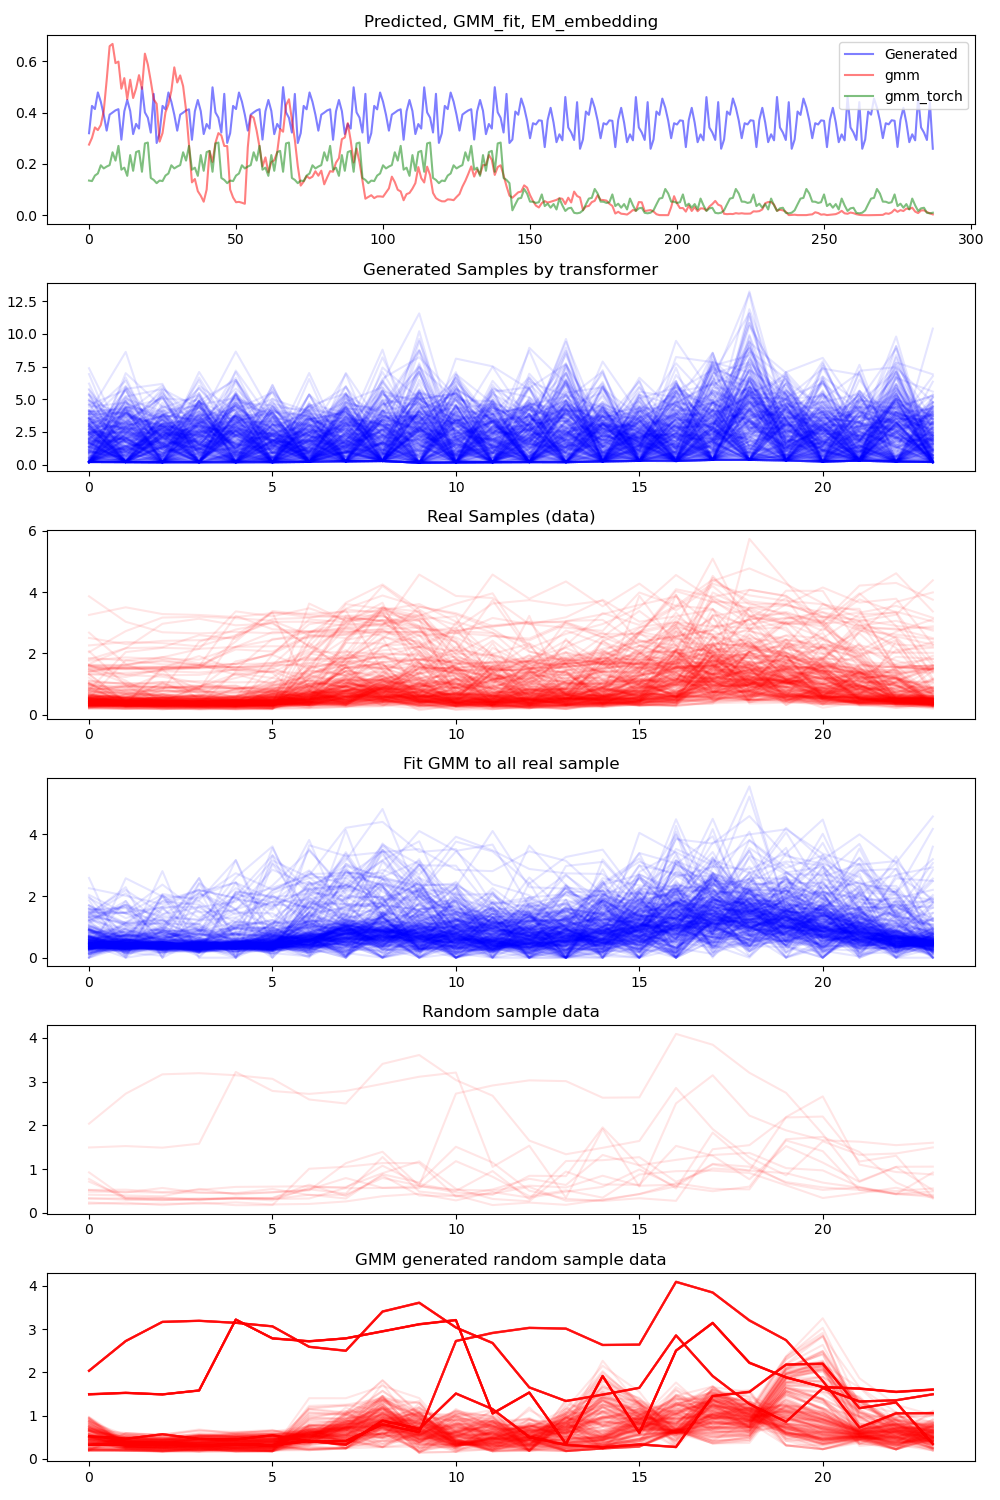 Predicted, GMM_fit, EM_embedding
Generated
gmm
gmm_torch
0.6
0.4
0.2
0.0
0 50 100 150 200 250 300
Generated Samples by transformer
12.5
10.0
7.5
5.0
2.5
0.0
0 5 10 15 20
Real Samples (data)
6
4
2
0
0 5 10 15 20
Fit GMM to all real sample
4
2
0
0 5 10 15 20
Random sample data
4
3
2
1
0
0 5 10 15 20
GMM generated random sample data
4
3
2
1
0
0 5 10 15 20